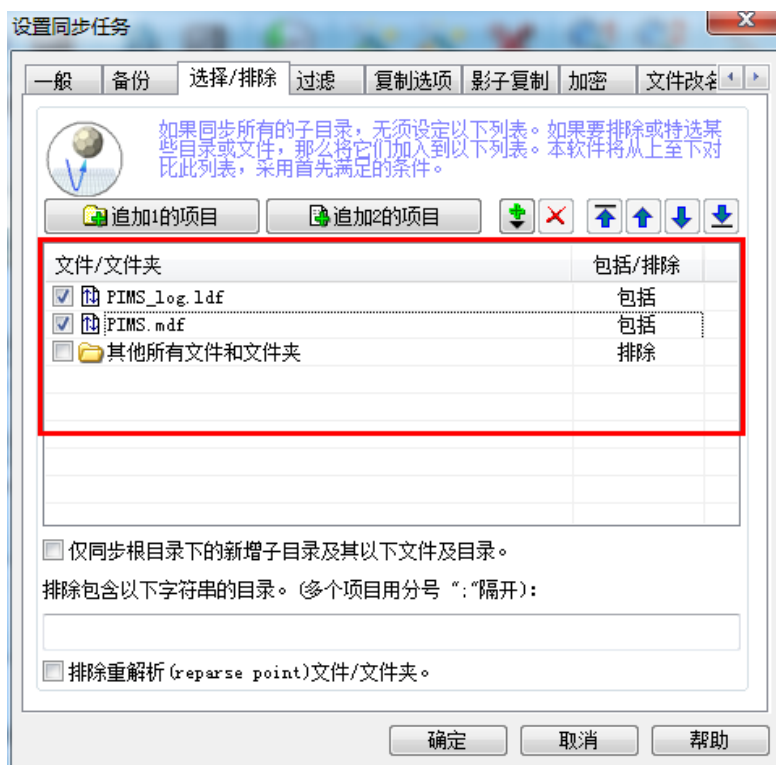 设置同步任务
一般 备份 选择/排除 过滤 复制选项 影子复制 加密 文件改名
如果同步所有的子目录，无须设定以下列表。如果要排除或特选某
些目录或文件，那么将它们加入到以下列表。本软件将从上至下对
比此列表，采用首先满足的条件。
追加1的项目 追加2的项目
文件/文件夹 包括/排除
PIMS_log.ldf 包括
PIMS.mdf 包括
其他所有文件和文件夹 排除
仅同步根目录下的新增子目录及其以下文件及目录。
排除包含以下字符串的目录。(多个项目用分号 ";"隔开):
排除重解析(reparse point)文件/文件夹。
确定 取消 帮助